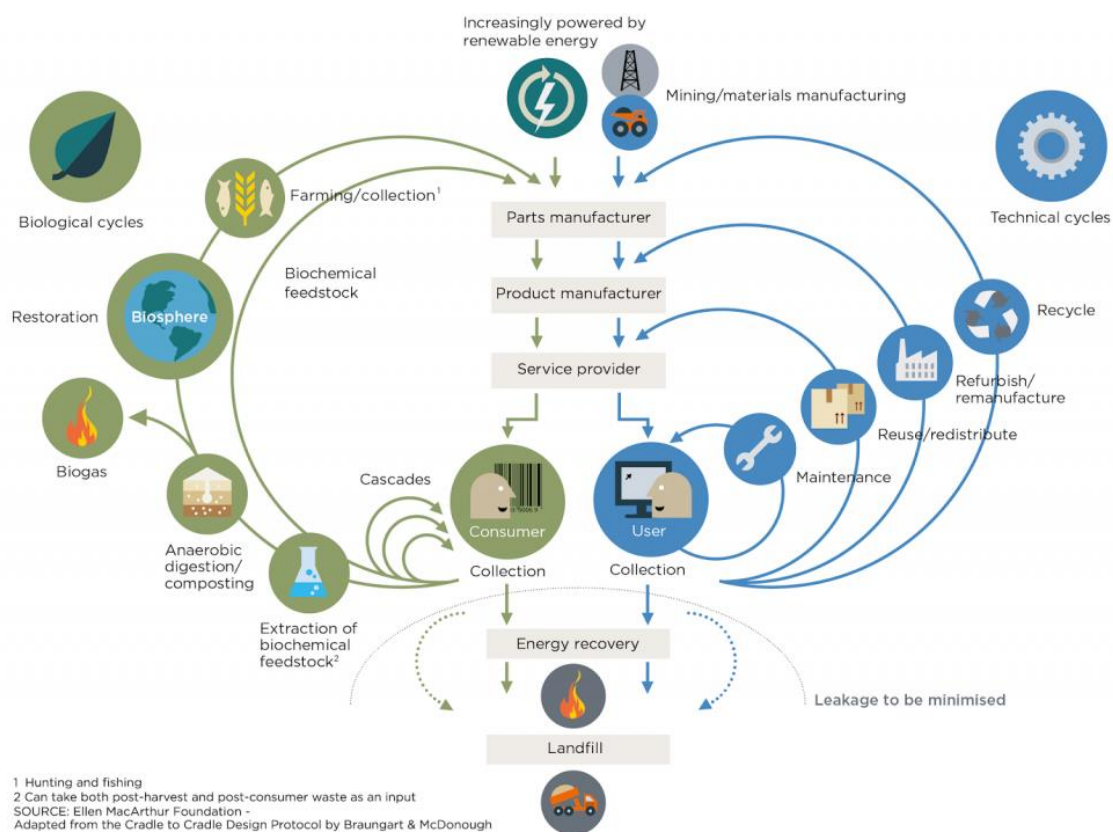 Increasingly powered by
renewable energy
Mining/materials manufacturing
Biological cycles
Farming/collection¹
Technical cycles
Parts manufacturer
Biochemical
feedstock
Product manufacturer
Restoration
Biosphere
Recycle
Service provider
Refurbish/
remanufacture
Reuse/redistribute
Biogas
Cascades
Maintenance
Consumer
User
Anaerobic
digestion/
composting
Collection
Collection
Extraction of
biochemical
feedstock²
Energy recovery
Leakage to be minimised
Landfill
1 Hunting and fishing
2 Can take both post-harvest and post-consumer waste as an input
SOURCE: Ellen MacArthur Foundation -
Adapted from the Cradle to Cradle Design Protocol by Braungart & McDonough